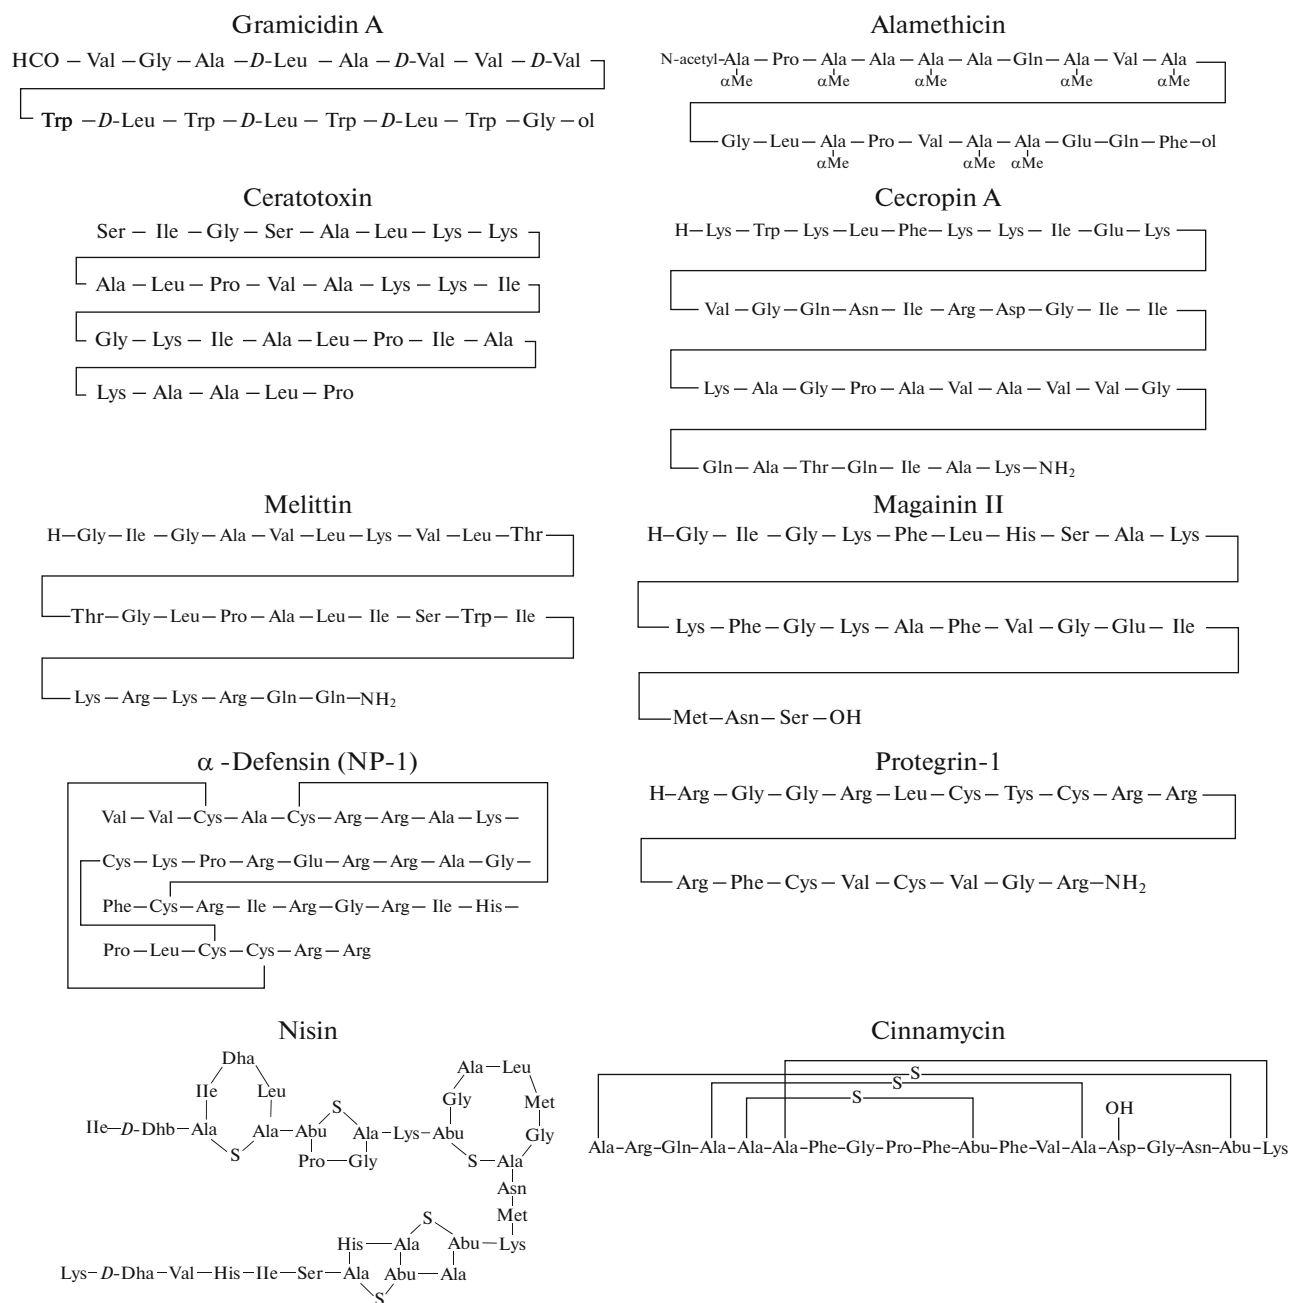 Gramicidin A
HCO – Val – Gly – Ala – D-Leu – Ala – D-Val – Val – D-Val
Trp – D-Leu – Trp – D-Leu – Trp – D-Leu – Trp – Gly – ol
Alamethicin
N-acetyl-Ala – Pro – Ala – Ala – Ala – Ala – Gln – Ala – Val – Ala
αMe αMe αMe αMe αMe
Gly – Leu – Ala – Pro – Val – Ala – Ala – Glu – Gln – Phe – ol
αMe αMe αMe
Ceratotoxin
Ser – Ile – Gly – Ser – Ala – Leu – Lys – Lys
Ala – Leu – Pro – Val – Ala – Lys – Lys – Ile
Gly – Lys – Ile – Ala – Leu – Pro – Ile – Ala
Lys – Ala – Ala – Leu – Pro
Cecropin A
H – Lys – Trp – Lys – Leu – Phe – Lys – Lys – Ile – Glu – Lys
Val – Gly – Gln – Asn – Ile – Arg – Asp – Gly – Ile – Ile
Lys – Ala – Gly – Pro – Ala – Val – Ala – Val – Val – Gly
Gln – Ala – Thr – Gln – Ile – Ala – Lys – NH2
Melittin
H – Gly – Ile – Gly – Ala – Val – Leu – Lys – Val – Leu – Thr
Thr – Gly – Leu – Pro – Ala – Leu – Ile – Ser – Trp – Ile
Lys – Arg – Lys – Arg – Gln – Gln – NH2
Magainin II
H – Gly – Ile – Gly – Lys – Phe – Leu – His – Ser – Ala – Lys
Lys – Phe – Gly – Lys – Ala – Phe – Val – Gly – Glu – Ile
Met – Asn – Ser – OH
α -Defensin (NP-1)
Val – Val – Cys – Ala – Cys – Arg – Arg – Ala – Lys –
Cys – Lys – Pro – Arg – Glu – Arg – Arg – Ala – Gly –
Phe – Cys – Arg – Ile – Arg – Gly – Arg – Ile – His –
Pro – Leu – Cys – Cys – Arg – Arg
Protegrin-1
H – Arg – Gly – Gly – Arg – Leu – Cys – Tys – Cys – Arg – Arg
Arg – Phe – Cys – Val – Cys – Val – Gly – Arg – NH2
Nisin
Dha
Ala – Leu
IIe Leu
Gly Met
S
IIe – D-Dhb – Ala Ala – Abu Ala – Lys – Abu Gly
S Pro – Gly S – Ala
Asn
Met
S
His – Ala Abu – Lys
Lys – D-Dha – Val – His – IIe – Ser – Ala Abu – Ala
S
Cinnamycin
S
S
S
OH
Ala – Arg – Gln – Ala – Ala – Ala – Phe – Gly – Pro – Phe – Abu – Phe – Val – Ala – Asp – Gly – Asn – Abu – Lys